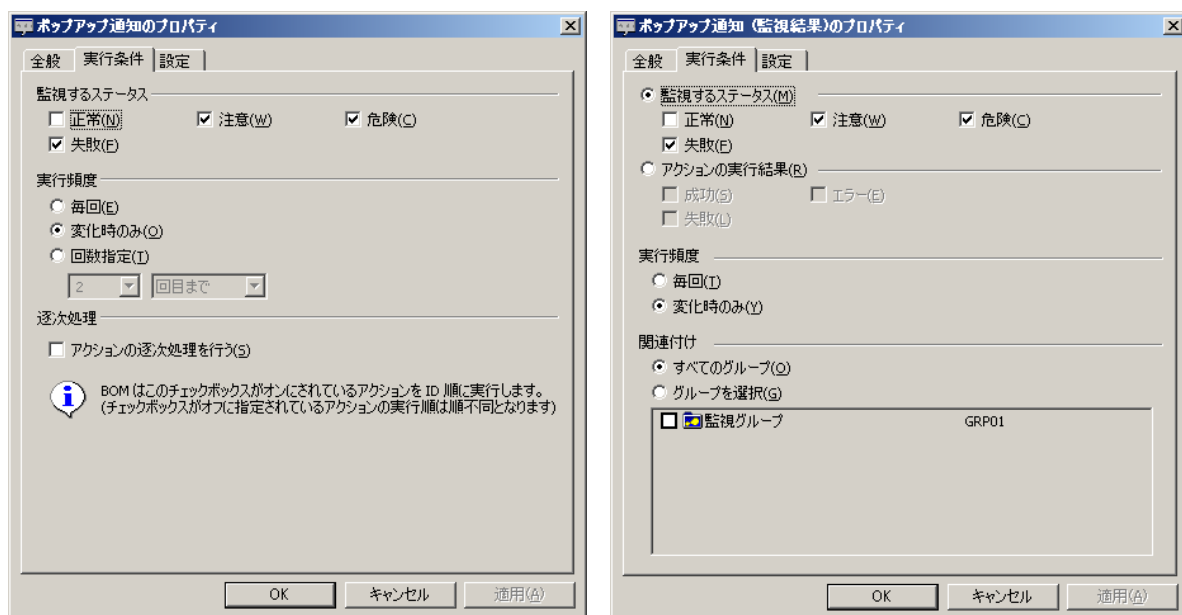 ポップアップ通知のプロパティ
全般 実行条件 設定
監視するステータス
正常(N) 注意(W) 危険(C)
失敗(F)
実行頻度
毎回(E)
変化時のみ(O)
回数指定(T)
2 回目まで
逐次処理
アクションの逐次処理を行う(S)
BOM はこのチェックボックスがオンにされているアクションを ID 順に実行します。
(チェックボックスがオフに指定されているアクションの実行順は順不同となります)
OK キャンセル 適用(A)
ポップアップ通知 (監視結果)のプロパティ
全般 実行条件 設定
監視するステータス(M)
正常(N) 注意(W) 危険(C)
失敗(F)
アクションの実行結果(R)
成功(S) エラー(E)
失敗(L)
実行頻度
毎回(T)
変化時のみ(Y)
関連付け
すべてのグループ(O)
グループを選択(G)
監視グループ GRP01
OK キャンセル 適用(A)